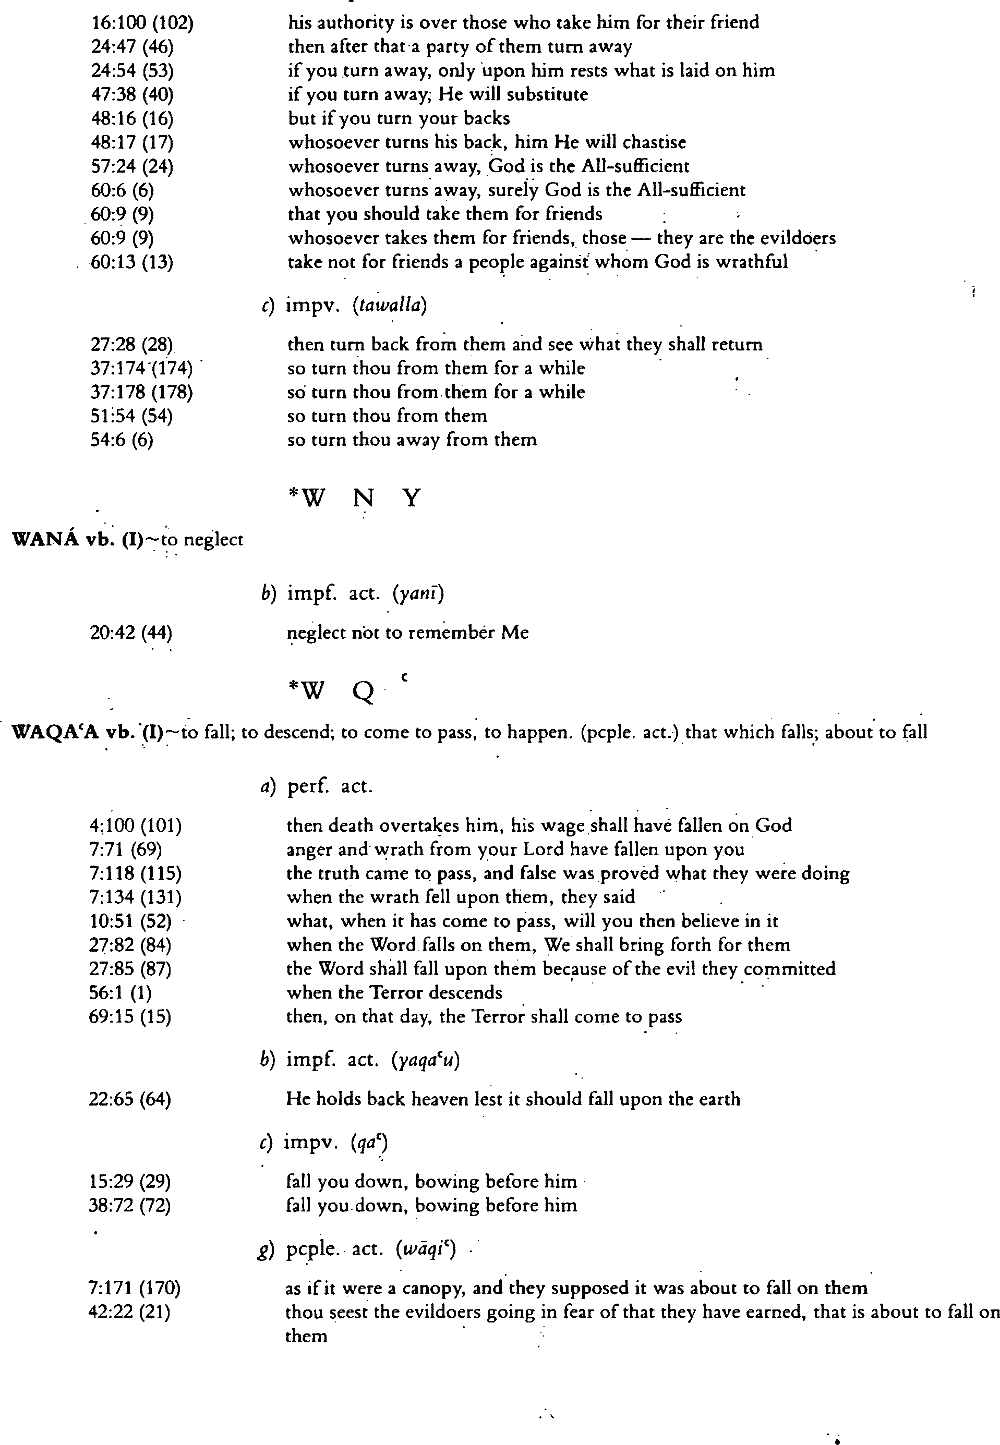 16:100 (102) his authority is over those who take him for their friend
24:47 (46) then after that a party of them turn away
24:54 (53) if you turn away, only upon him rests what is laid on him
47:38 (40) if you turn away; He will substitute
48:16 (16) but if you turn your backs
48:17 (17) whosoever turns his back, him He will chastise
57:24 (24) whosoever turns away, God is the All-sufficient
60:6 (6) whosoever turns away, surely God is the All-sufficient
60:9 (9) that you should take them for friends
60:9 (9) whosoever takes them for friends, those — they are the evildoers
60:13 (13) take not for friends a people against whom God is wrathful
c) impv. (tawalla)
27:28 (28) then turn back from them and see what they shall return
37:174 (174) so turn thou from them for a while
37:178 (178) so turn thou from them for a while
51:54 (54) so turn thou from them
54:6 (6) so turn thou away from them
*W N Y
WANÁ vb. (I)~to neglect
b) impf. act. (yanī)
20:42 (44) neglect not to remember Me
*W Q ʿ
WAQAʿA vb. (I)~to fall; to descend; to come to pass, to happen. (pcple. act.) that which falls; about to fall
a) perf. act.
4:100 (101) then death overtakes him, his wage shall have fallen on God
7:71 (69) anger and wrath from your Lord have fallen upon you
7:118 (115) the truth came to pass, and false was proved what they were doing
7:134 (131) when the wrath fell upon them, they said
10:51 (52) what, when it has come to pass, will you then believe in it
27:82 (84) when the Word falls on them, We shall bring forth for them
27:85 (87) the Word shall fall upon them because of the evil they committed
56:1 (1) when the Terror descends
69:15 (15) then, on that day, the Terror shall come to pass
b) impf. act. (yaqaʿu)
22:65 (64) He holds back heaven lest it should fall upon the earth
c) impv. (qaʿ)
15:29 (29) fall you down, bowing before him
38:72 (72) fall you down, bowing before him
g) pcple. act. (wāqiʿ)
7:171 (170) as if it were a canopy, and they supposed it was about to fall on them
42:22 (21) thou seest the evildoers going in fear of that they have earned, that is about to fall on
them